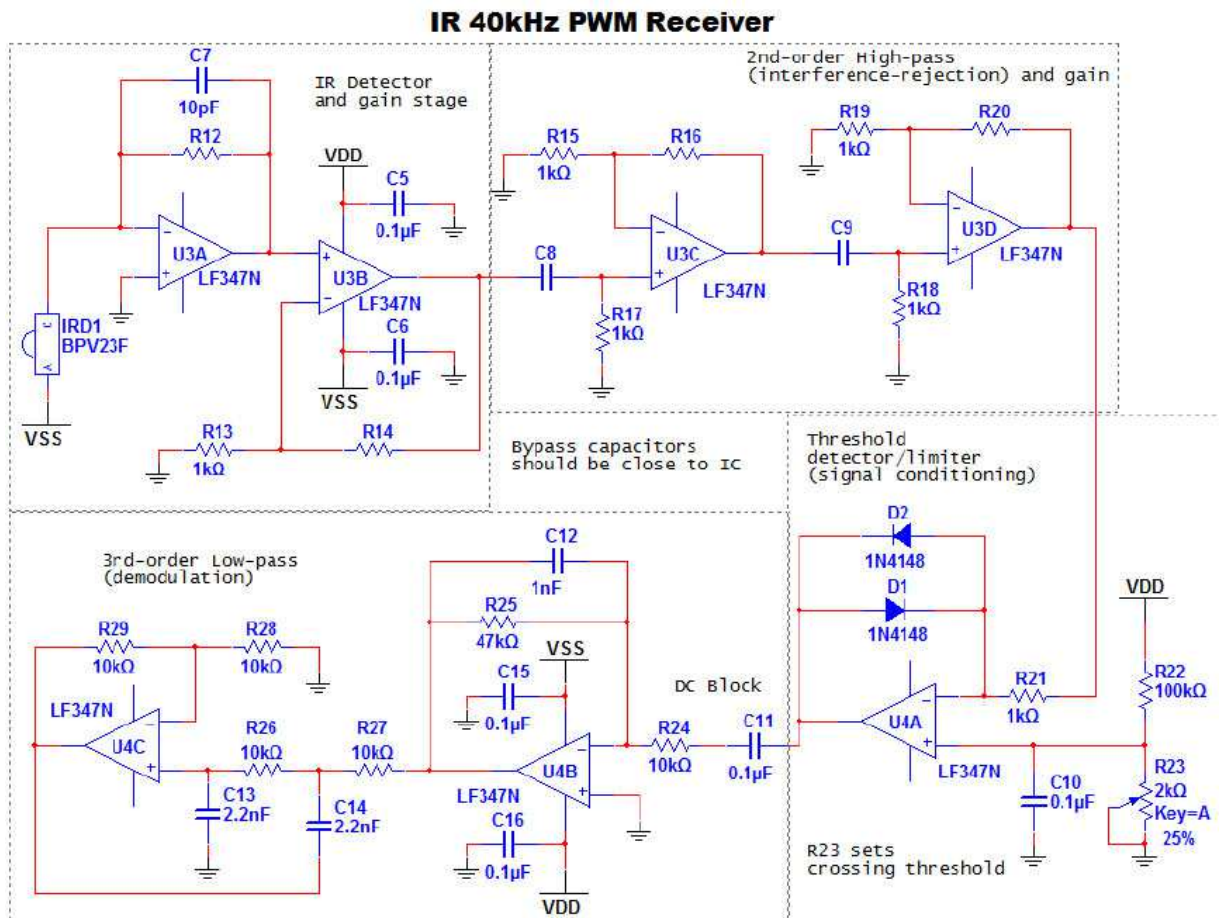 IR 40kHz PWM Receiver
C7
10pF
R12
IR Detector
and gain stage
VDD
C5
0.1µF
U3A
LF347N
U3B
LF347N
IRD1
BPV23F
C6
0.1µF
VSS
VSS
R13
1kΩ
R14
2nd-order High-pass
(interference-rejection) and gain
R15
1kΩ
R16
R19
1kΩ
R20
C8
U3C
LF347N
R17
1kΩ
C9
U3D
LF347N
R18
1kΩ
Bypass capacitors
should be close to IC
Threshold
detector/limiter
(signal conditioning)
D2
1N4148
D1
1N4148
VDD
R22
100kΩ
R21
1kΩ
U4A
LF347N
C10
0.1µF
R23
2kΩ
Key=A
25%
R23 sets
crossing threshold
3rd-order Low-pass
(demodulation)
C12
1nF
R25
47kΩ
R29
10kΩ
R28
10kΩ
VSS
C15
0.1µF
DC Block
R24
10kΩ
C11
0.1µF
LF347N
U4C
R26
10kΩ
R27
10kΩ
U4B
LF347N
C13
2.2nF
C14
2.2nF
C16
0.1µF
VDD